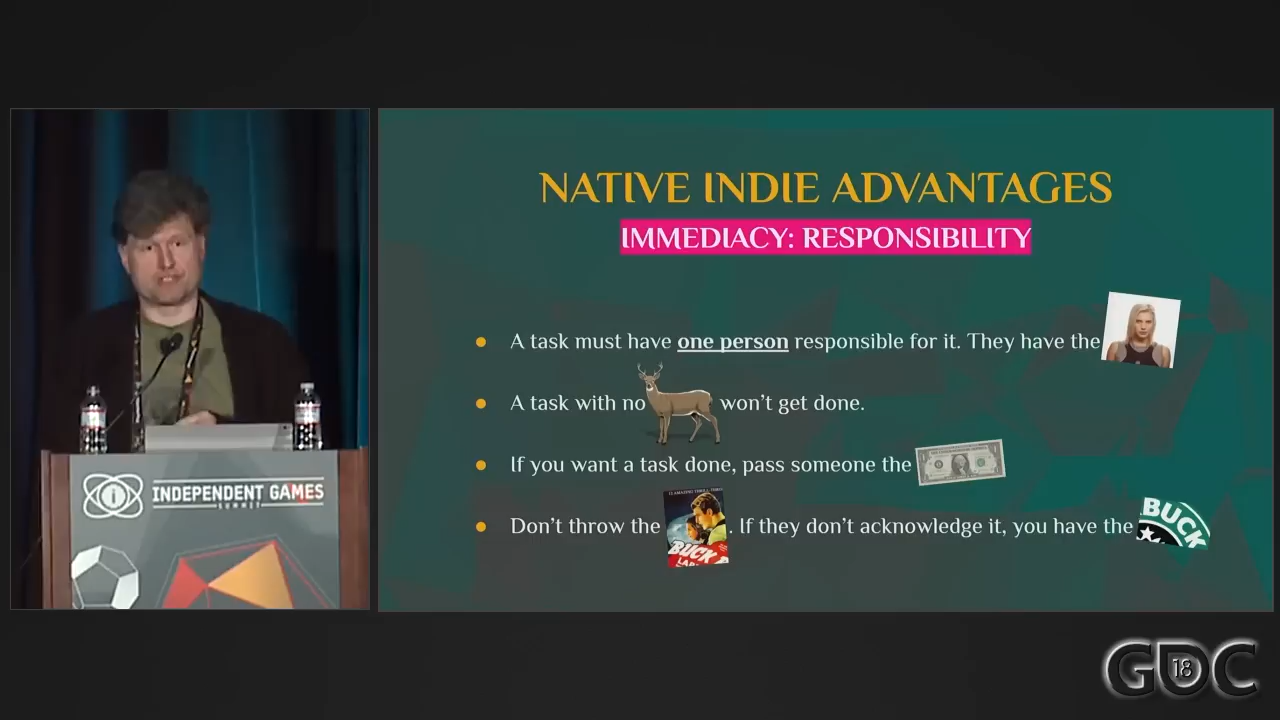 NATIVE INDIE ADVANTAGES
IMMEDIACY: RESPONSIBILITY
A task must have one person responsible for it. They have the
A task with no won't get done.
If you want a task done, pass someone the
Don't throw the . If they don't acknowledge it, you have the
BUCK
BUCK
INDEPENDENT GAMES
SUMMIT
GDC
18